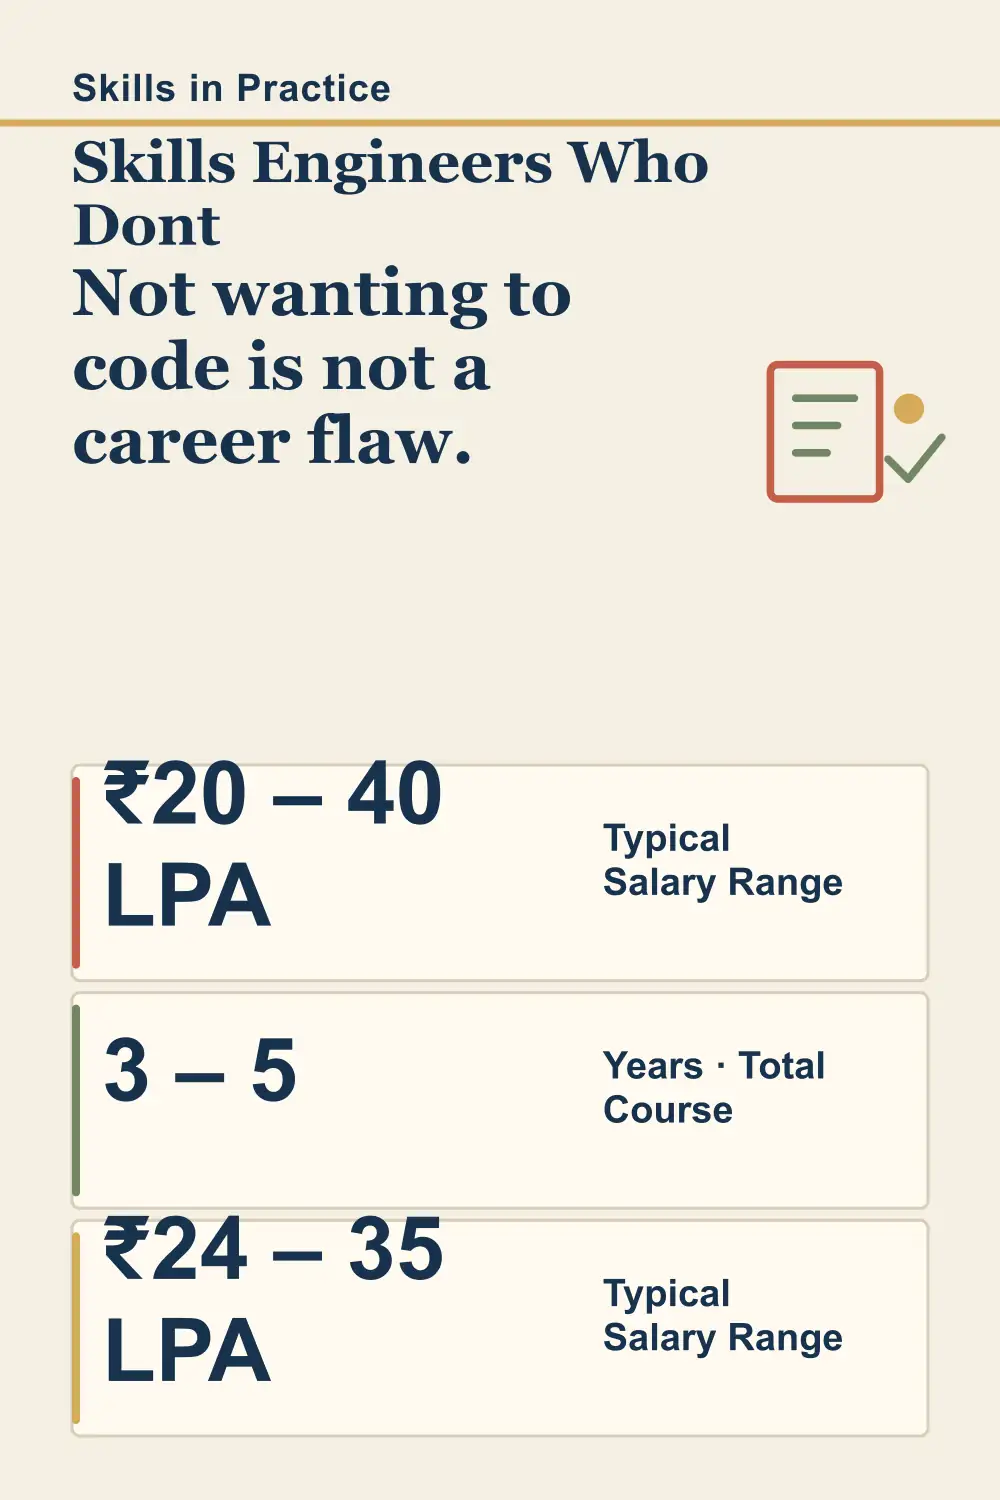 Skills in Practice
Skills Engineers Who
Dont
Not wanting to
code is not a
career flaw.
₹20 – 40
LPA
Typical
Salary Range
3 – 5
Years · Total
Course
₹24 – 35
LPA
Typical
Salary Range